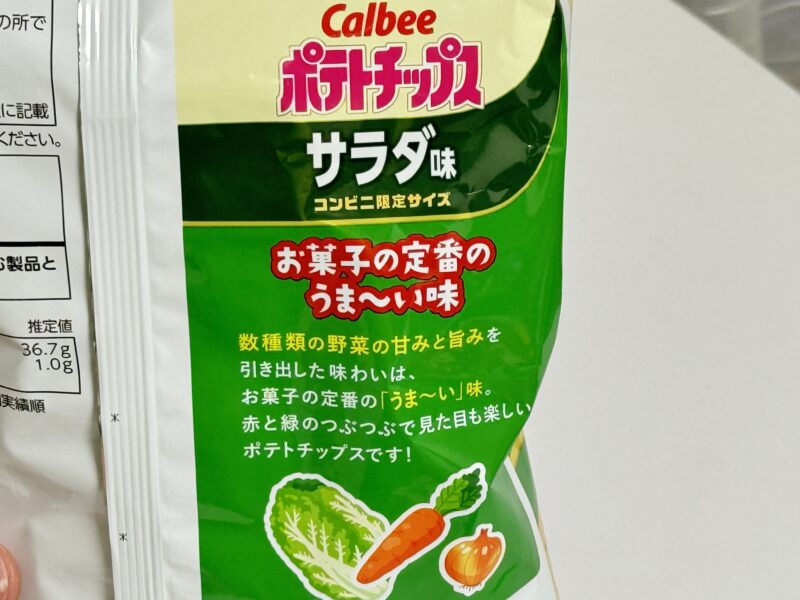 の所で
に記載
ください。
製品と
推定値
36.7g
1.0g
実績順
Calbee
ポテトチップス
サラダ味
コンビニ限定サイズ
お菓子の定番の
うま〜い味
数種類の野菜の甘みと旨みを
引き出した味わいは、
お菓子の定番の「うま〜い」味。
赤と緑のつぶつぶで見た目も楽しい
ポテトチップスです!